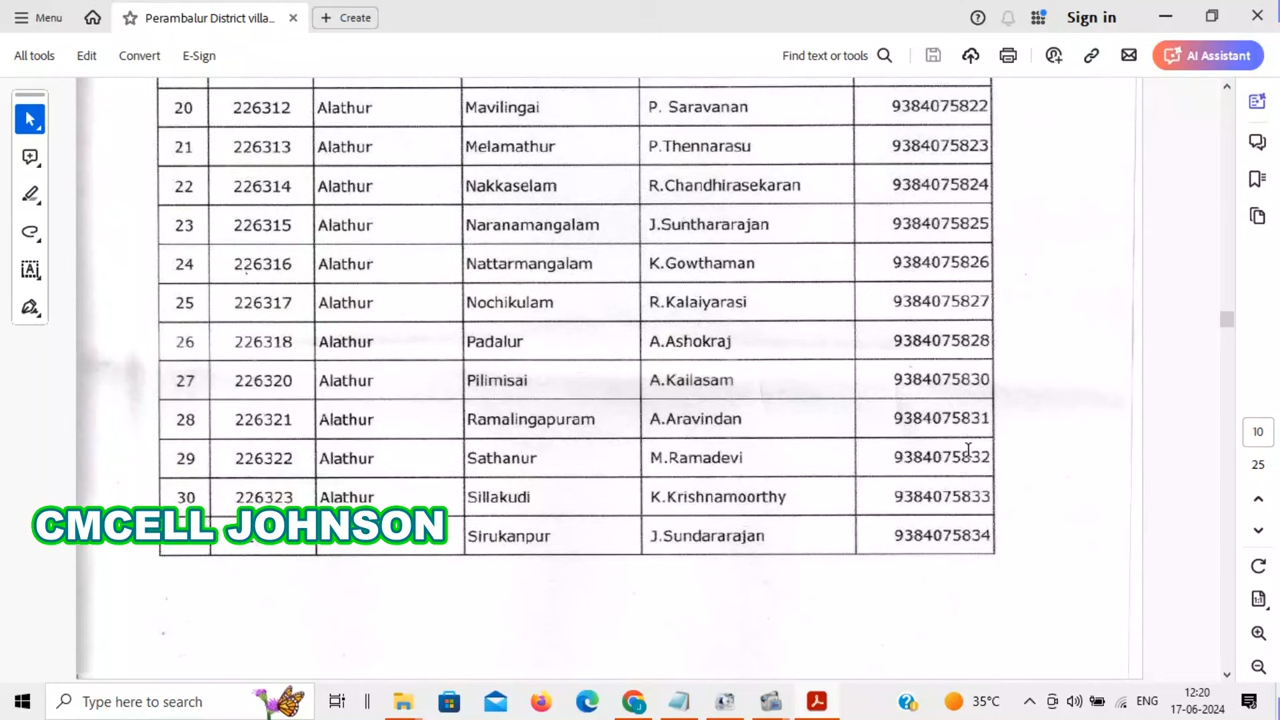 Menu
Perambalur District villa...
Create
Sign in
All tools Edit Convert E-Sign
Find text or tools
AI Assistant
20 226312 Alathur Mavilingai P. Saravanan 9384075822
21 226313 Alathur Melamathur P.Thennarasu 9384075823
22 226314 Alathur Nakkaselam R.Chandhirasekaran 9384075824
23 226315 Alathur Naranamangalam J.Sunthararajan 9384075825
24 226316 Alathur Nattarmangalam K.Gowthaman 9384075826
25 226317 Alathur Nochikulam R.Kalaiyarasi 9384075827
26 226318 Alathur Padalur A.Ashokraj 9384075828
27 226320 Alathur Pilimisai A.Kailasam 9384075830
28 226321 Alathur Ramalingapuram A.Aravindan 9384075831
29 226322 Alathur Sathanur M.Ramadevi 9384075832
30 226323 Alathur Sillakudi K.Krishnamoorthy 9384075833
Sirukanpur J.Sundararajan 9384075834
CMCELL JOHNSON
10
25
Type here to search
35°C
ENG
12:20
17-06-2024